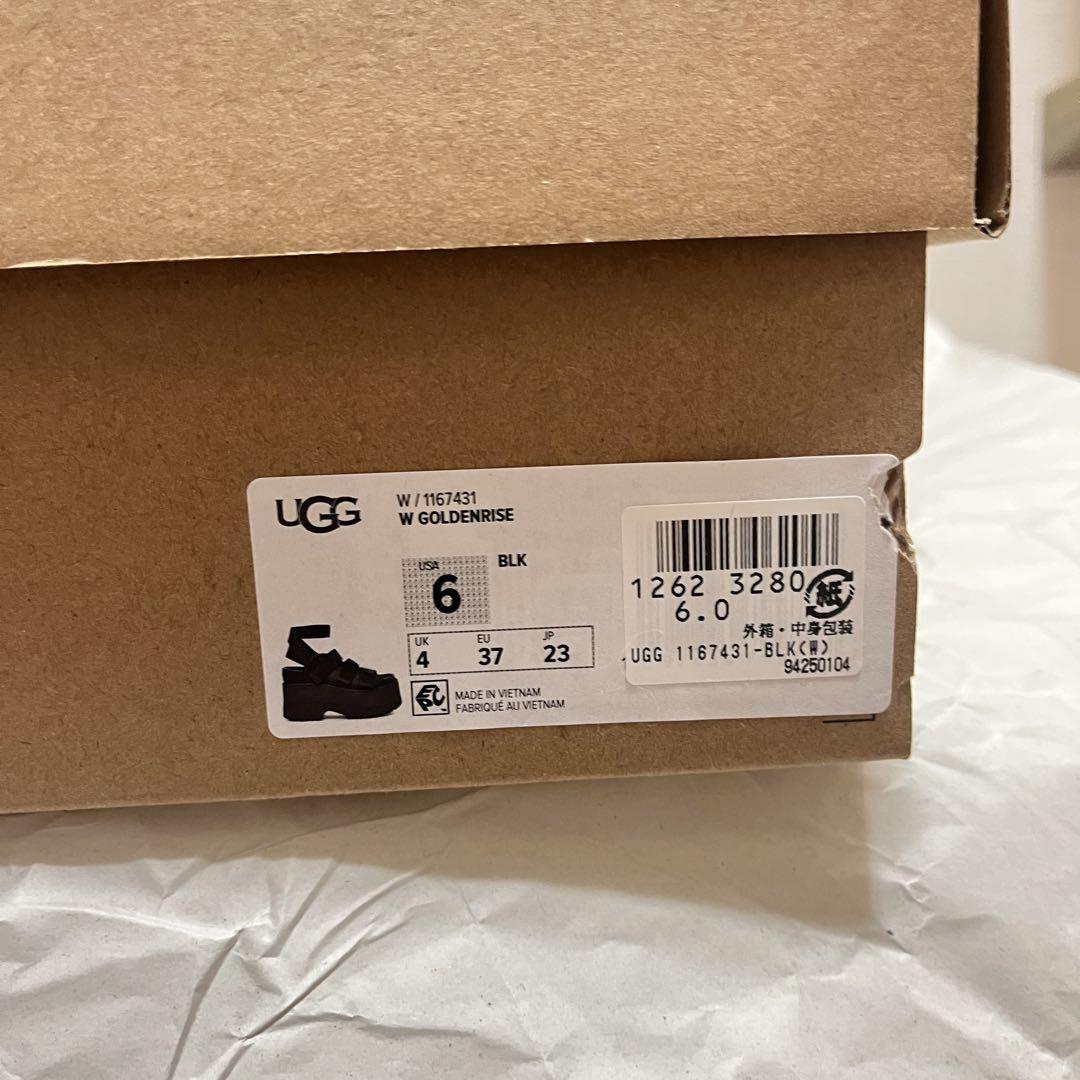 UGG
W / 1167431
W GOLDENRISE
USA
6
BLK
UK
4
EU
37
JP
23
MADE IN VIETNAM
FABRIQUÉ AU VIETNAM
1262 3280
6.0
紙
外箱・中身包装
UGG 1167431-BLK(W)
94250104